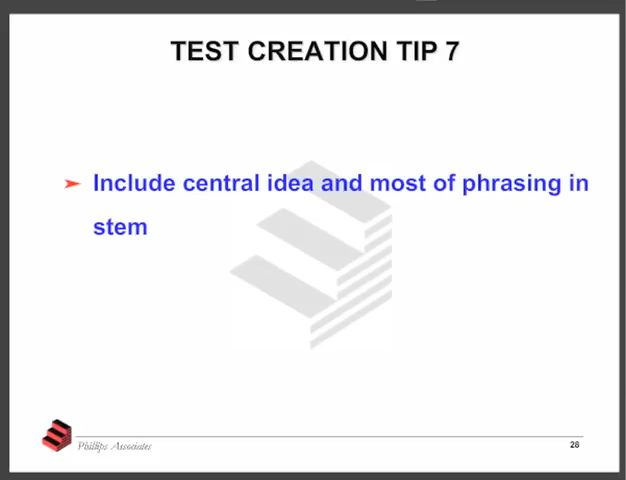 TEST CREATION TIP 7
Include central idea and most of phrasing in
stem
Phillips Associates
28